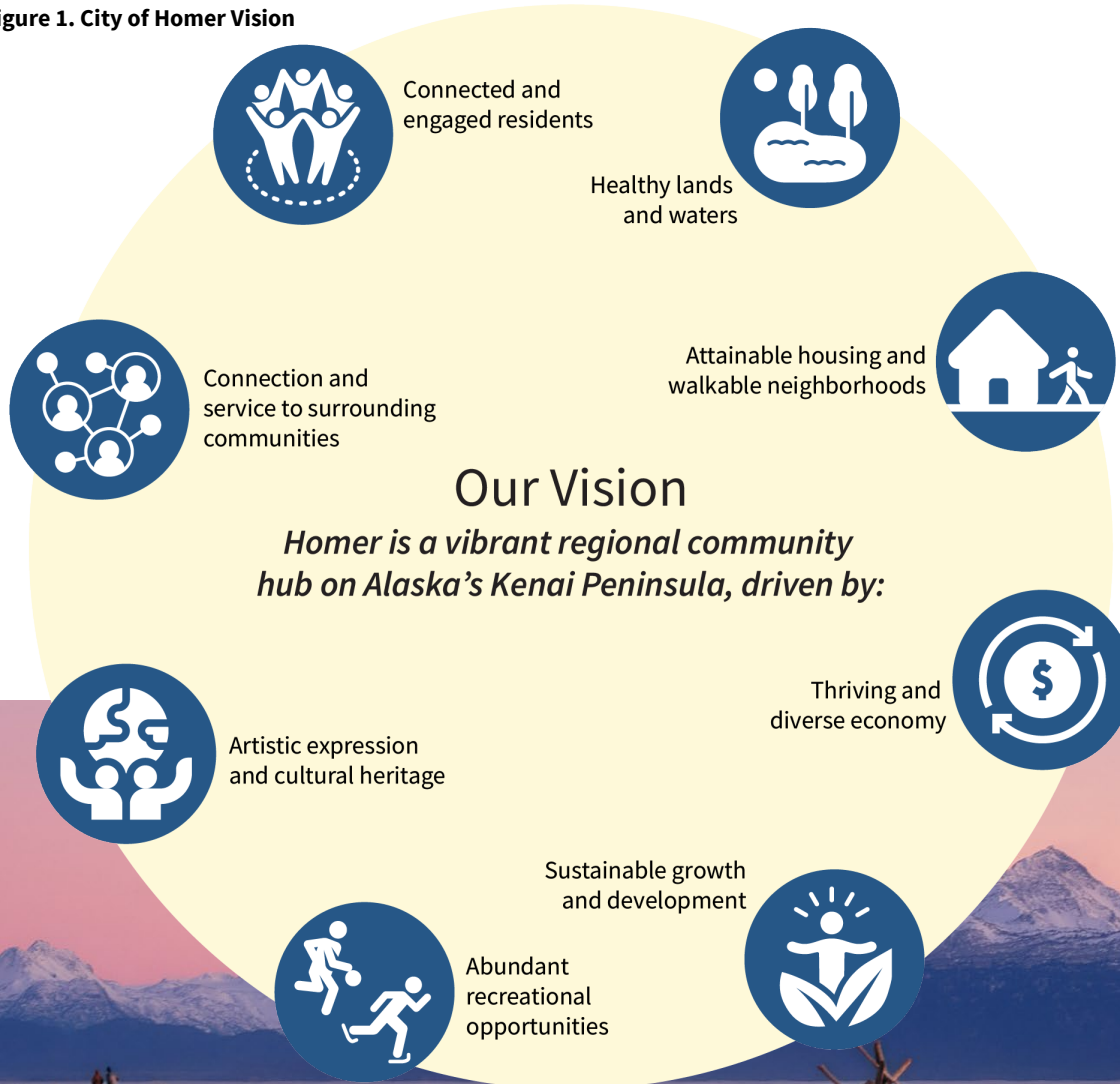 igure 1. City of Homer Vision
Connected and
engaged residents
Healthy lands
and waters
Attainable housing and
walkable neighborhoods
Connection and
service to surrounding
communities
Our Vision
Homer is a vibrant regional community
hub on Alaska’s Kenai Peninsula, driven by:
Thriving and
diverse economy
Artistic expression
and cultural heritage
Sustainable growth
and development
Abundant
recreational
opportunities
$